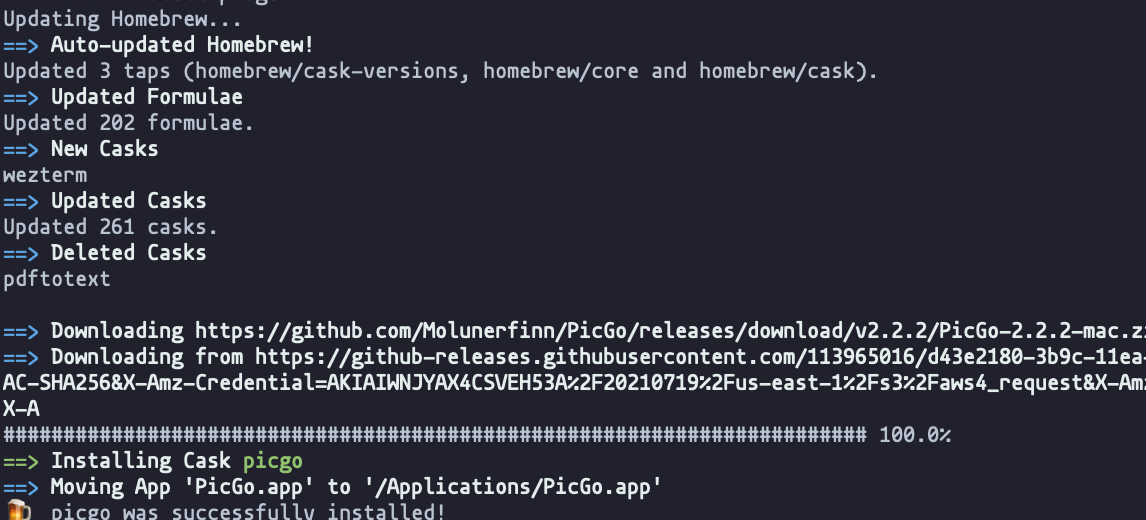 Updating Homebrew...
==> Auto-updated Homebrew!
Updated 3 taps (homebrew/cask-versions, homebrew/core and homebrew/cask).
==> Updated Formulae
Updated 202 formulae.
==> New Casks
wezterm
==> Updated Casks
Updated 261 casks.
==> Deleted Casks
pdftotext
==> Downloading https://github.com/Molunerfinn/PicGo/releases/download/v2.2.2/PicGo-2.2.2-mac.z
==> Downloading from https://github-releases.githubusercontent.com/113965016/d43e2180-3b9c-11ea-
AC-SHA256&X-Amz-Credential=AKIAIWNJYAX4CSVEH53A%2F20210719%2Fus-east-1%2Fs3%2Faws4_request&X-Am
X-A
######################################################################## 100.0%
==> Installing Cask picgo
==> Moving App 'PicGo.app' to '/Applications/PicGo.app'
🍺 picgo was successfully installed!